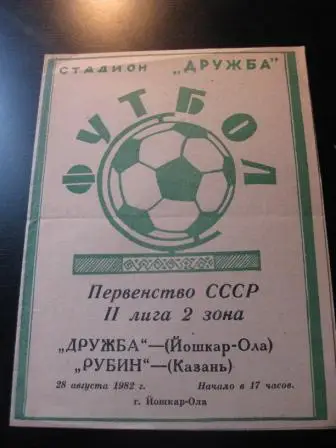 СТАДИОН „ДРУЖБА"
ФУТБОЛ
Первенство СССР
II лига 2 зона
„ДРУЖБА"—(Йошкар-Ола)
„РУБИН"—(Казань)
28 августа 1982 г. Начало в 17 часов.
г. Йошкар-Ола